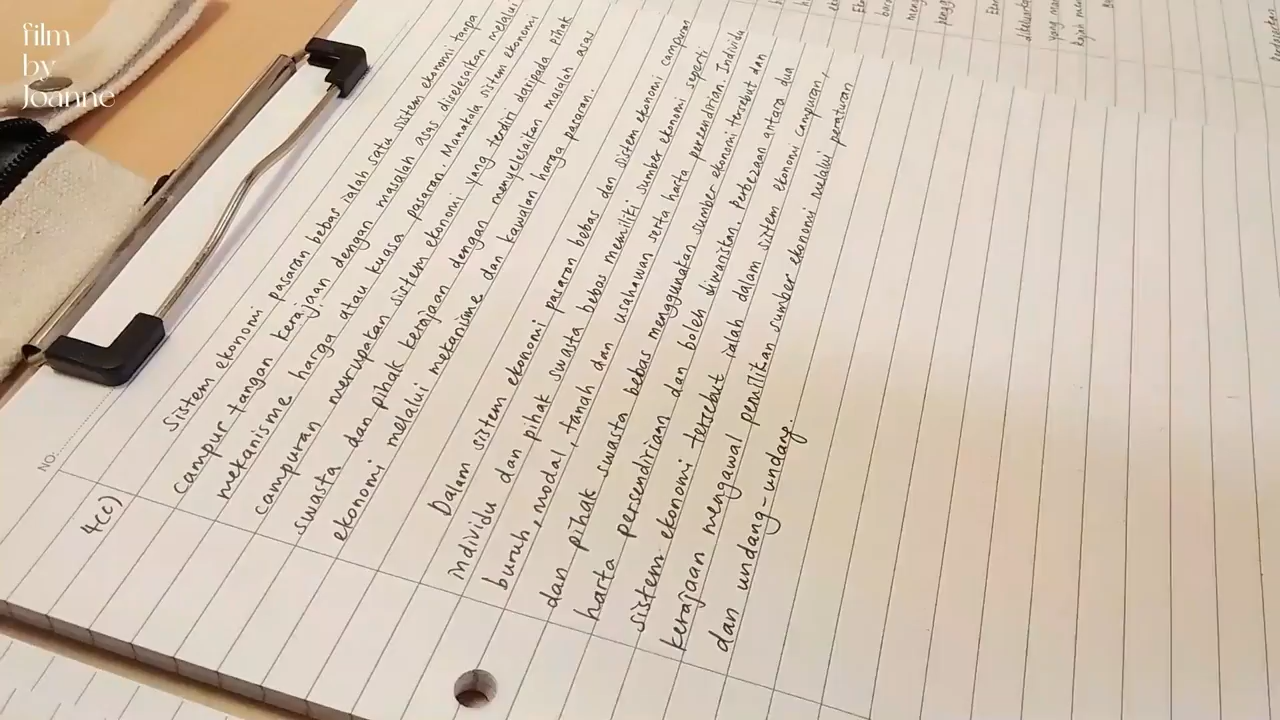 film
by
Joanne
NO:
4(c)
Sistem ekonomi pasaran bebas ialah satu sistem ekonomi tanpa
campur tangan kerajaan dengan masalah asas diselesaikan melalui
mekanisme harga atau kuasa pasaran. Manakala sistem ekonomi
campuran merupakan sistem ekonomi yang terdiri daripada pihak
swasta dan pihak kerajaan dengan menyelesaikan masalah asas
ekonomi melalui mekanisme dan kawalan harga pasaran.
Dalam sistem ekonomi pasaran bebas dan sistem ekonomi campuran
individu dan pihak swasta bebas memiliki sumber ekonomi seperti
buruh, modal, tanah dan usahawan serta harta persendirian. Individu
dan pihak swasta bebas menggunakan sumber ekonomi tersebut dan
harta persendirian dan boleh diwariskan. Perbezaan antara dua
sistem ekonomi tersebut ialah dalam sistem ekonomi campuran,
kerajaan mengawal pemilikan sumber ekonomi melalui peraturan
dan undang-undang.